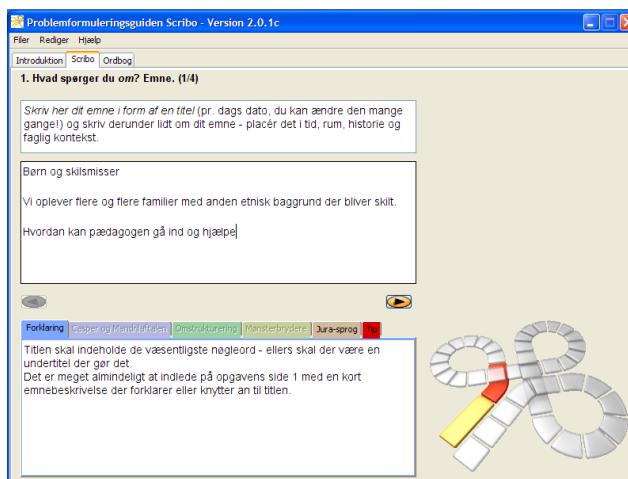 Problemformuleringsguiden Scribo - Version 2.0.1c
Filer Rediger Hjælp
Introduktion Scribo Ordbog
1. Hvad spørger du om? Emne. (1/4)
Skriv her dit emne i form af en titel (pr. dags dato, du kan ændre den mange
gange!) og skriv derunder lidt om dit emne - placér det i tid, rum, historie og
faglig kontekst.
Børn og skilsmisser
Vi oplever flere og flere familier med anden etnisk baggrund der bliver skilt.
Hvordan kan pædagogen gå ind og hjælpe
Forklaring Casper og Mandrilaftalen Omstrukturering Mønsterbrydere Jura-sprog Tip
Titlen skal indeholde de væsentligste nøgleord - ellers skal der være en
undertitel der gør det.
Det er meget almindeligt at indlede på opgavens side 1 med en kort
emnebeskrivelse der forklarer eller knytter an til titlen.